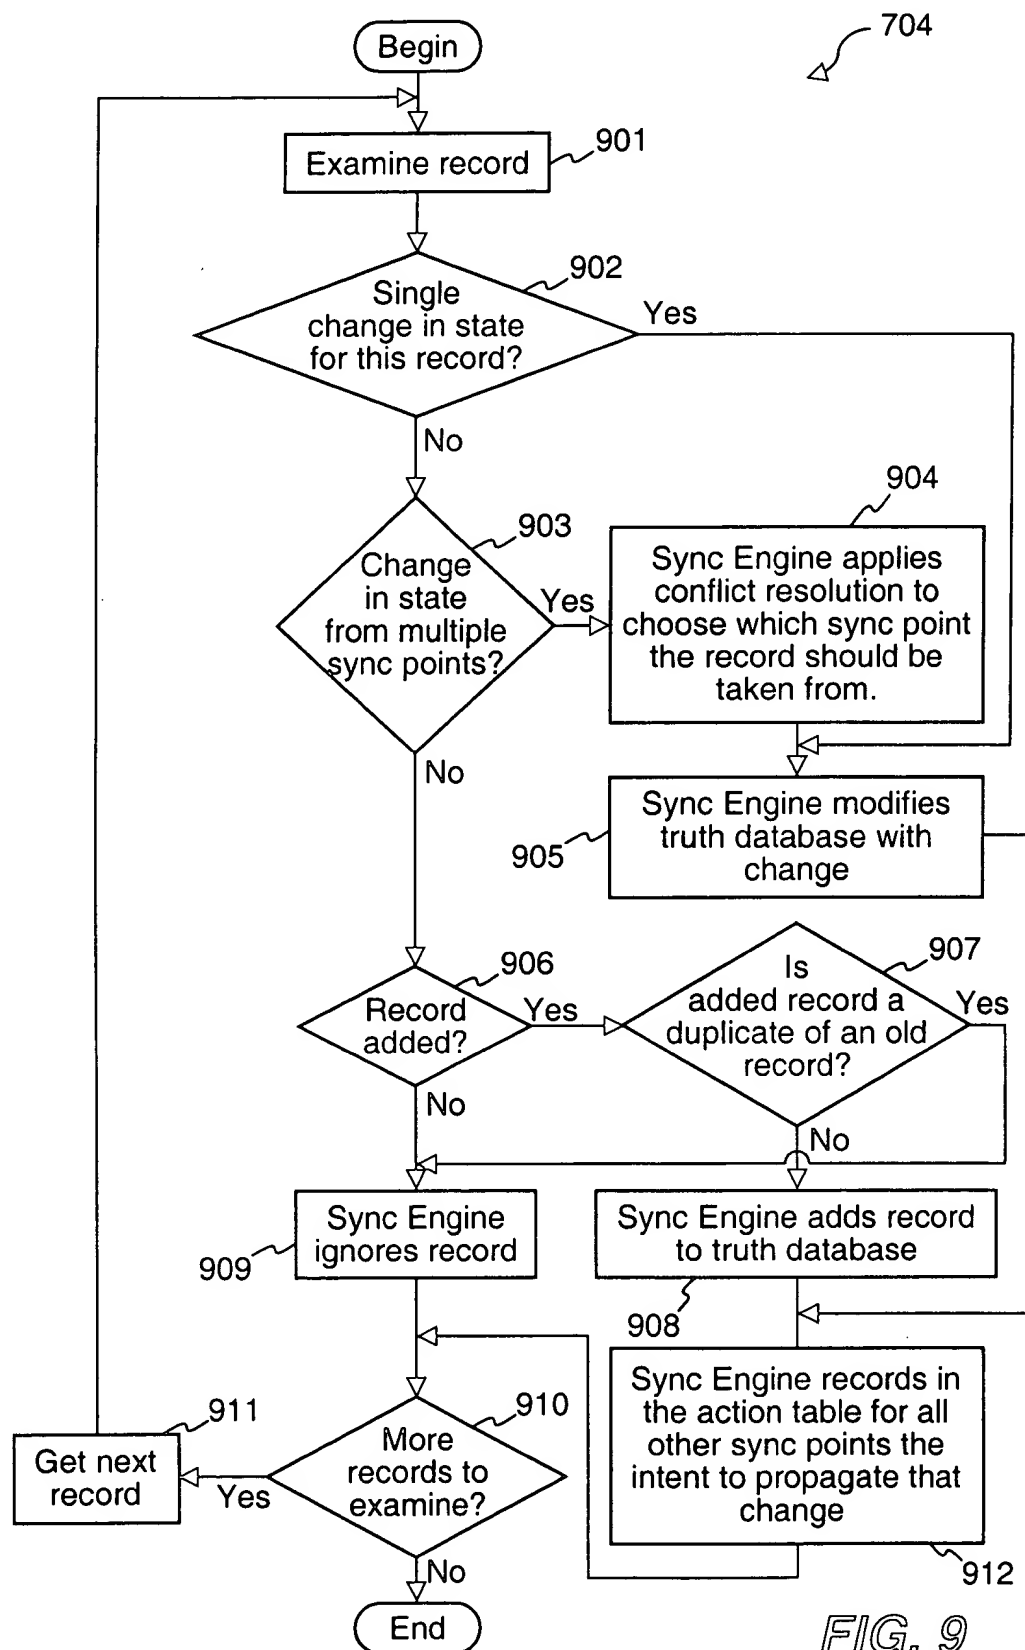 704
Begin
901
Examine record
902
Single
change in state
for this record?
Yes
No
903
Change
in state
from multiple
sync points?
Yes
No
904
Sync Engine applies
conflict resolution to
choose which sync point
the record should be
taken from.
905
Sync Engine modifies
truth database with
change
906
Record
added?
Yes
No
907
Is
added record a
duplicate of an old
record?
Yes
No
909
Sync Engine
ignores record
908
Sync Engine adds record
to truth database
911
Get next
record
910
More
records to
examine?
Yes
No
Sync Engine records in
the action table for all
other sync points the
intent to propagate that
change
912
End
FIG. 9